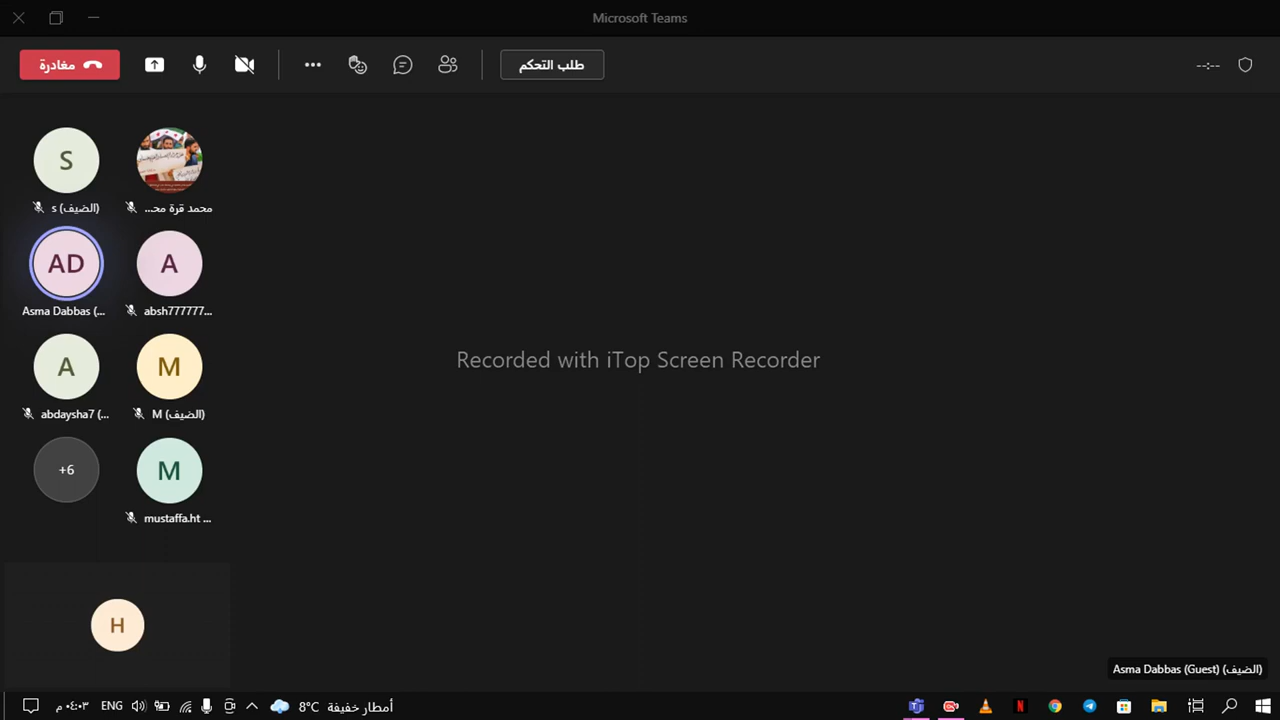 Microsoft Teams
مغادرة
طلب التحكم
--:--
S
s (الضيف)
محمد قرة مح...
AD
Asma Dabbas (...
A
absh777777...
A
abdaysha7 (...
M
M (الضيف)
+6
M
mustaffa.ht ...
H
Recorded with iTop Screen Recorder
Asma Dabbas (Guest) (الضيف)
٠٤:٠٣ م
ENG
8°C أمطار خفيفة